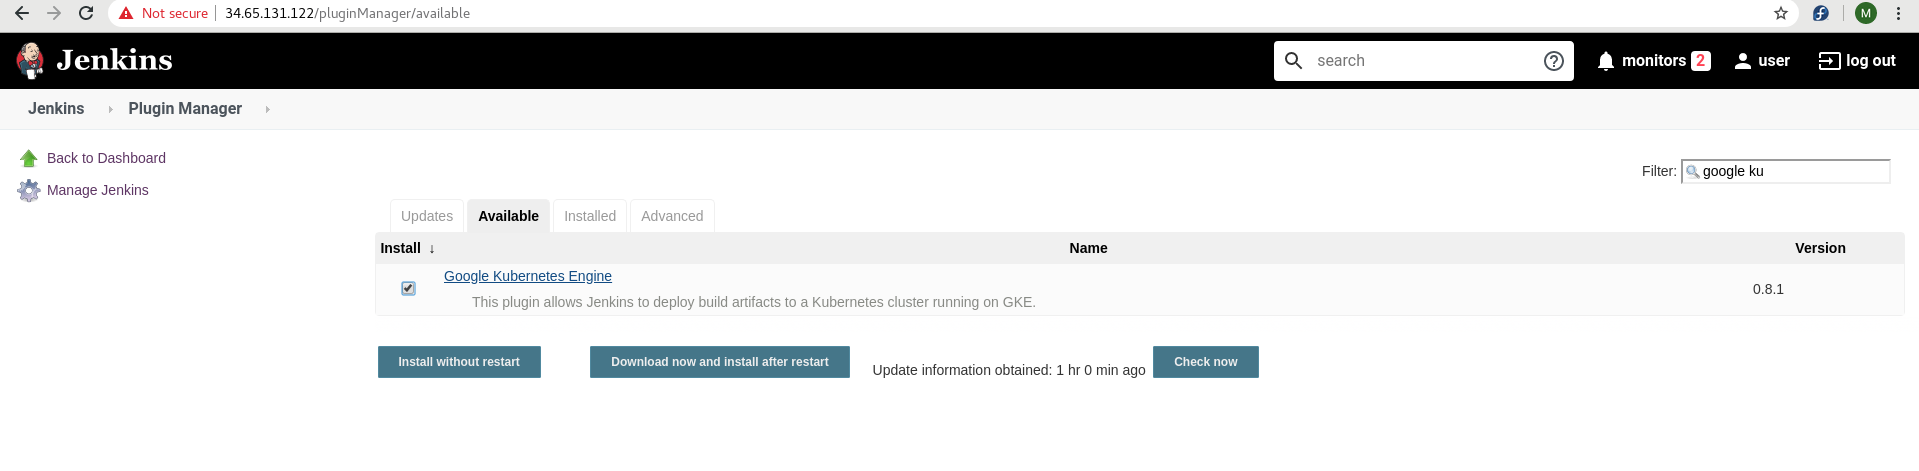 Not secure 34.65.131.122/pluginManager/available M
Jenkins search monitors 2 user log out
Jenkins Plugin Manager
Back to Dashboard
Manage Jenkins
Filter: google ku
Updates Available Installed Advanced
Install ↓ Name Version
Google Kubernetes Engine
This plugin allows Jenkins to deploy build artifacts to a Kubernetes cluster running on GKE.
0.8.1
Install without restart Download now and install after restart Update information obtained: 1 hr 0 min ago Check now